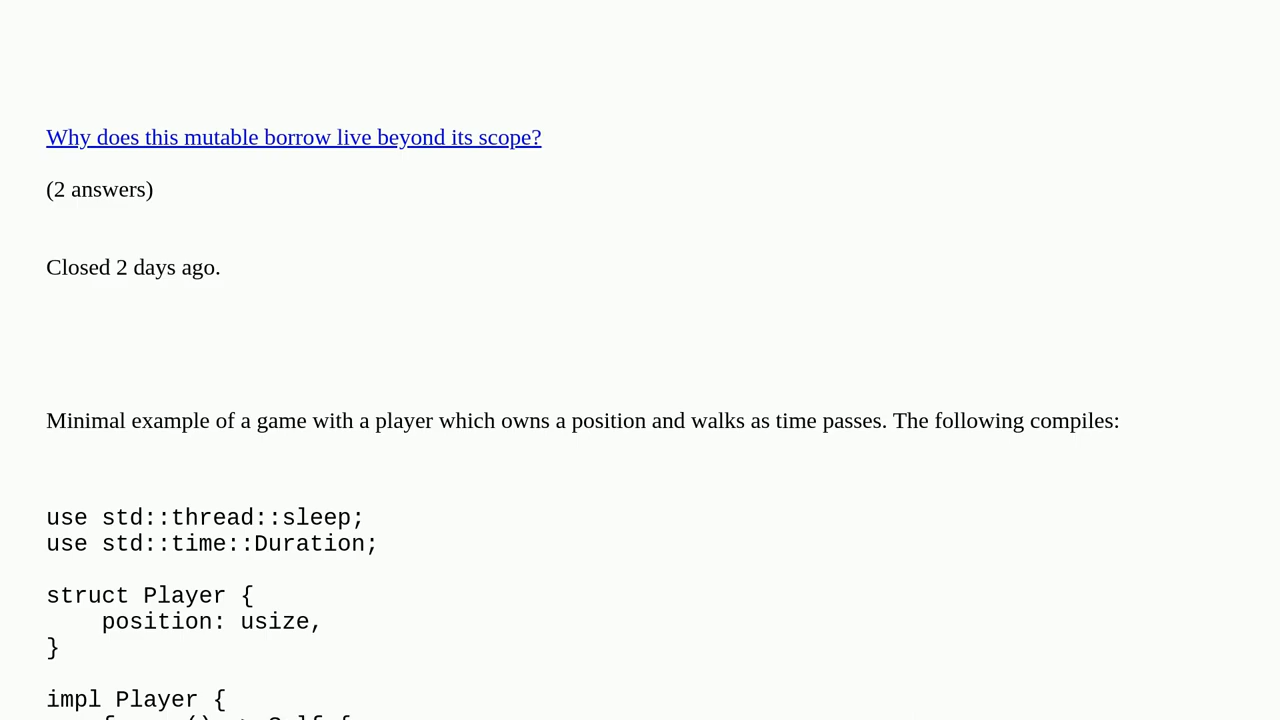 Why does this mutable borrow live beyond its scope?
(2 answers)
Closed 2 days ago.
Minimal example of a game with a player which owns a position and walks as time passes. The following compiles:
use std::thread::sleep;
use std::time::Duration;
struct Player {
    position: usize,
}
impl Player {